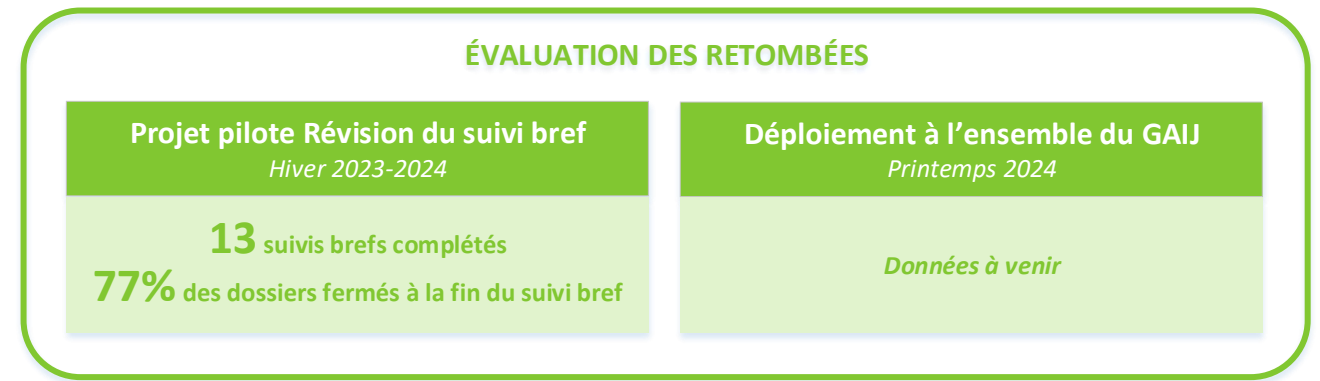 ÉVALUATION DES RETOMBÉES
Projet pilote Révision du suivi bref
Hiver 2023-2024
13 suivis brefs complétés
77% des dossiers fermés à la fin du suivi bref
Déploiement à l’ensemble du GAIJ
Printemps 2024
Données à venir